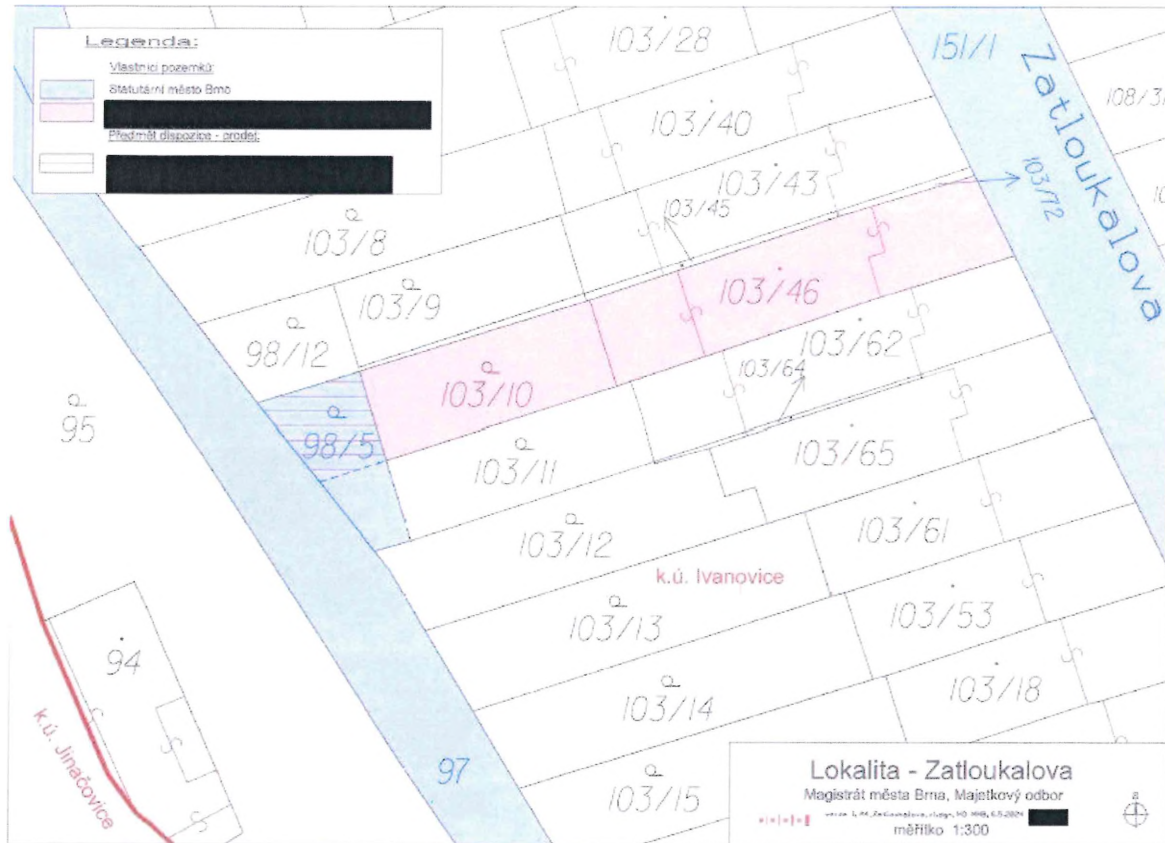 Legenda:
Vlastníci pozemků:
Statutární město Brno
Předmět dispozice - prodej:
103/28
151/1
Zatloukalova
108/31
103/40
103/43
103/72
103/45
103/8
103/9
103/46
98/12
103/62
103/64
103/10
95
98/5
103/11
103/65
103/12
103/61
k.ú. Ivanovice
103/13
103/53
94
103/14
103/18
k.ú. Jinačovice
97
103/15
Lokalita - Zatloukalova
Magistrát města Brna, Majetkový odbor
měřítko 1:300